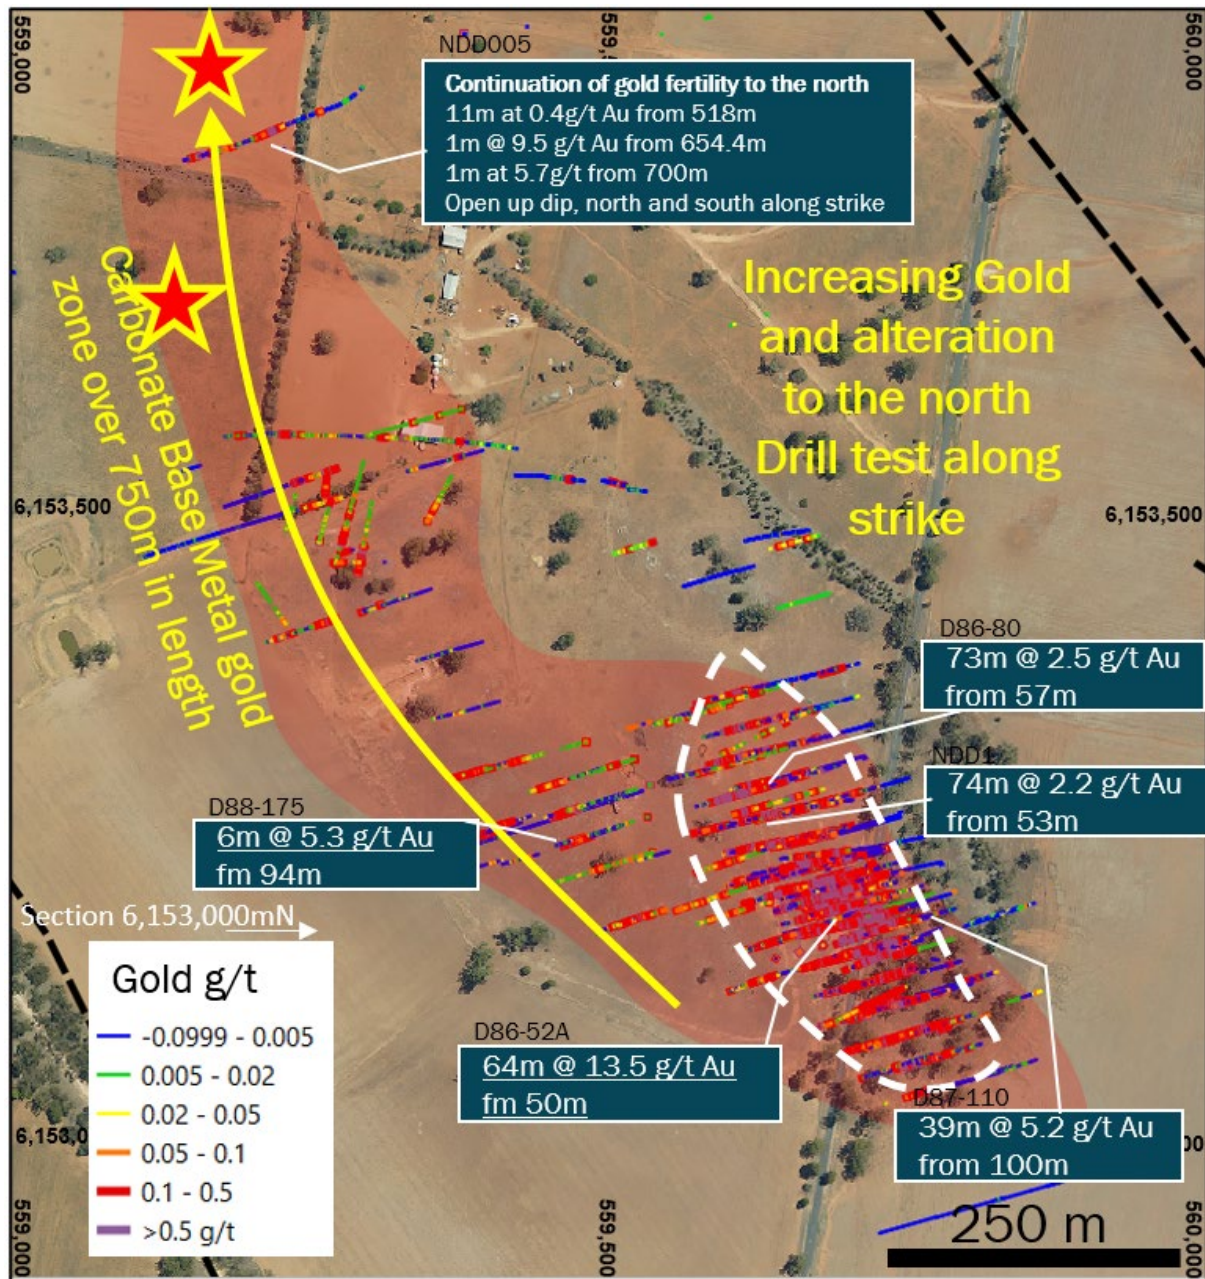 559,000
559,4
560,000
NDD005
Continuation of gold fertility to the north
11m at 0.4g/t Au from 518m
1m @ 9.5 g/t Au from 654.4m
1m at 5.7g/t from 700m
Open up dip, north and south along strike
Carbonate Base Metal gold
zone over 750m in length
Increasing Gold
and alteration
to the north
Drill test along
strike
6,153,500
6,153,500
D86-80
73m @ 2.5 g/t Au
from 57m
NDD1
74m @ 2.2 g/t Au
from 53m
D88-175
6m @ 5.3 g/t Au
fm 94m
Section 6,153,000mN
Gold g/t
-0.0999 - 0.005
0.005 - 0.02
0.02 - 0.05
0.05 - 0.1
0.1 - 0.5
>0.5 g/t
D86-52A
64m @ 13.5 g/t Au
fm 50m
D87-110
39m @ 5.2 g/t Au
from 100m
6,153,0
00
559,000
559,500
560,000
250 m